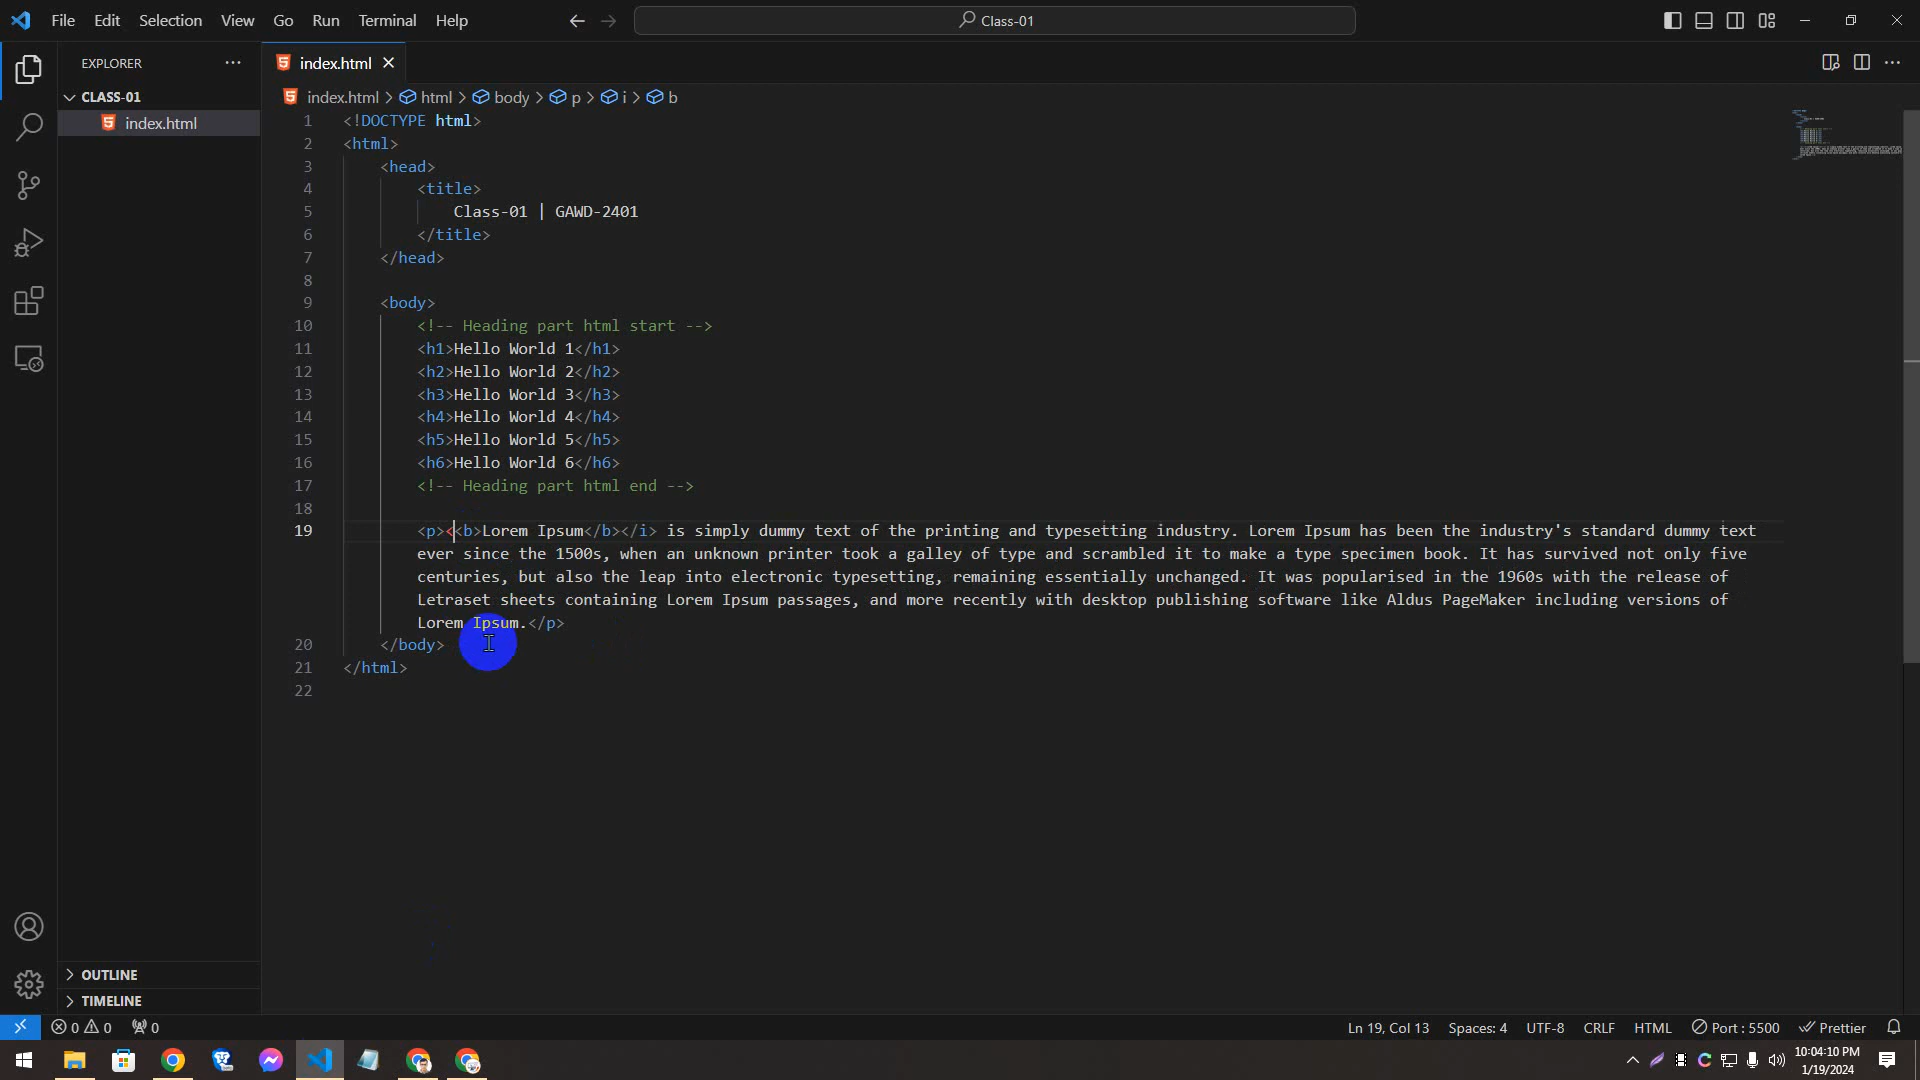 File Edit Selection View Go Run Terminal Help
Class-01
EXPLORER
index.html
CLASS-01
index.html
index.html > html > body > p > i > b
1 <!DOCTYPE html>
2 <html>
3 <head>
4 <title>
5 Class-01 | GAWD-2401
6 </title>
7 </head>
8
9 <body>
10 <!-- Heading part html start -->
11 <h1>Hello World 1</h1>
12 <h2>Hello World 2</h2>
13 <h3>Hello World 3</h3>
14 <h4>Hello World 4</h4>
15 <h5>Hello World 5</h5>
16 <h6>Hello World 6</h6>
17 <!-- Heading part html end -->
18
19 <p><<b>Lorem Ipsum</b></i> is simply dummy text of the printing and typesetting industry. Lorem Ipsum has been the industry's standard dummy text
ever since the 1500s, when an unknown printer took a galley of type and scrambled it to make a type specimen book. It has survived not only five
centuries, but also the leap into electronic typesetting, remaining essentially unchanged. It was popularised in the 1960s with the release of
Letraset sheets containing Lorem Ipsum passages, and more recently with desktop publishing software like Aldus PageMaker including versions of
Lorem Ipsum.</p>
20 </body>
21 </html>
22
OUTLINE
TIMELINE
0 0 0
Ln 19, Col 13 Spaces: 4 UTF-8 CRLF HTML Port : 5500 Prettier
10:04:10 PM
1/19/2024